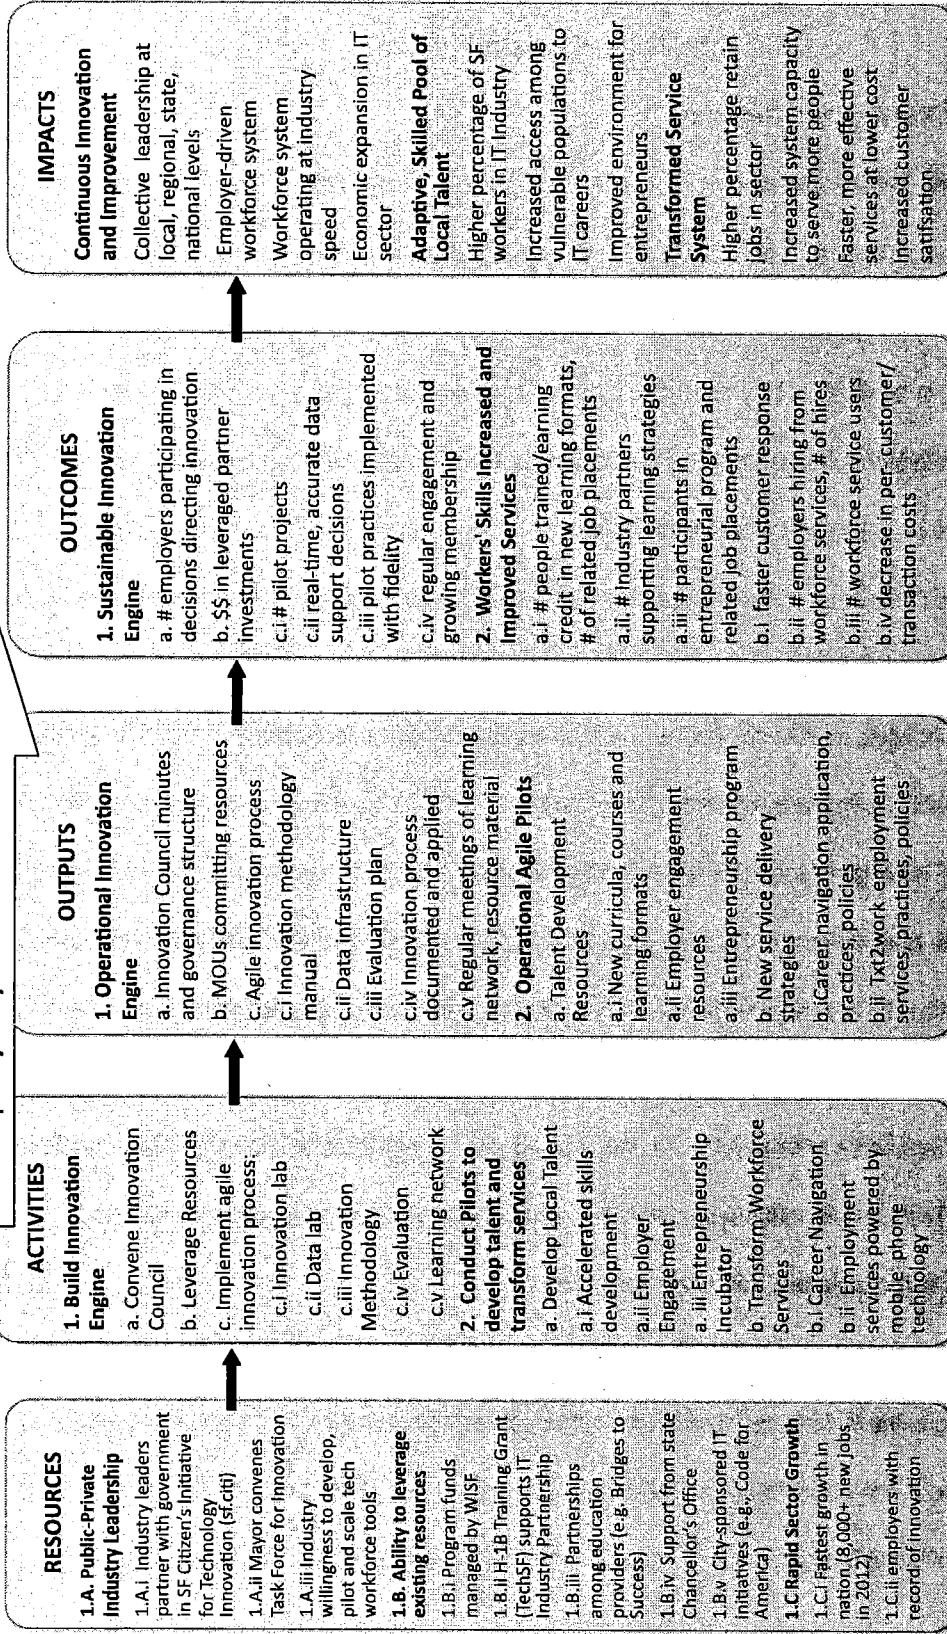 RESOURCES
1.A. Public-Private
Industry Leadership
1.A.i Industry leaders
partner with government
in SF Citizen's Initiative
for Technology
Innovation (sf.citi)
1.A.ii Mayor convenes
Task Force for Innovation
1.A.iii Industry
willingness to develop,
pilot and scale tech
workforce tools
1.B. Ability to leverage
existing resources
1.B.i Program funds
managed by WISF
1.B.ii H-1B Training Grant
(TechSF) supports IT
Industry Partnership
1.B.iii Partnerships
among education
providers (e.g. Bridges to
Success)
1.B.iv Support from state
Chancellor's Office
1.B.v City-sponsored IT
Initiatives (e.g., Code for
America)
1.C Rapid Sector Growth
1.C.i Fastest growth in
nation (8,000+ new jobs
in 2012)
1.C.ii employers with
record of innovation
ACTIVITIES
1. Build Innovation
Engine
a. Convene Innovation
Council
b. Leverage Resources
c. Implement agile
innovation process:
c.i Innovation lab
c.ii Data lab
c.iii Innovation
Methodology
c.iv Evaluation
c.v Learning network
2. Conduct Pilots to
develop talent and
transform services
a. Develop Local Talent
a.i Accelerated skills
development
a.ii Employer
Engagement
a. iii Entrepreneurship
Incubator
b Transform Workforce
Services
b.i Career Navigation
b ii Employment
services powered by
mobile phone
technology
OUTPUTS
1. Operational Innovation
Engine
a. Innovation Council minutes
and governance structure
b. MOUs committing resources
c. Agile innovation process
c.i Innovation methodology
manual
c.ii Data infrastructure
c.iii Evaluation plan
c.iv Innovation process
documented and applied
c.v Regular meetings of learning
network, resource material
2. Operational Agile Pilots
a. Talent Development
Resources
a.i New curricula, courses and
learning formats
a.ii Employer engagement
resources
a.iii Entrepreneurship program
b. New service delivery
strategies
b.i Career navigation application,
practices, policies
b ii Txt2work employment
services, practices, policies
OUTCOMES
1. Sustainable Innovation
Engine
a. # employers participating in
decisions directing innovation
b. $$ in leveraged partner
investments
c.i # pilot projects
c.ii real-time, accurate data
support decisions
c.iii pilot practices implemented
with fidelity
c.iv regular engagement and
growing membership
2. Workers' Skills Increased and
Improved Services
a.i # people trained/earning
credit in new learning formats,
# of related job placements
a.ii. # Industry partners
supporting learning strategies
a.iii # participants in
entrepreneurial program and
related job placements
b.i faster customer response
b.ii # employers hiring from
workforce services, # of hires
b.iii # workforce service users
b.iv decrease in per- customer/
transaction costs
IMPACTS
Continuous Innovation
and Improvement
Collective leadership at
local, regional, state,
national levels
Employer-driven
workforce system
Workforce system
operating at industry
speed
Economic expansion in IT
sector
Adaptive, Skilled Pool of
Local Talent
Higher percentage of SF
workers in IT Industry
Increased access among
vulnerable populations to
IT careers
Improved environment for
entrepreneurs
Transformed Service
System
Higher percentage retain
jobs in sector
Increased system capacity
to serve more people
Faster, more effective
services at lower cost
Increased customer
satisfation